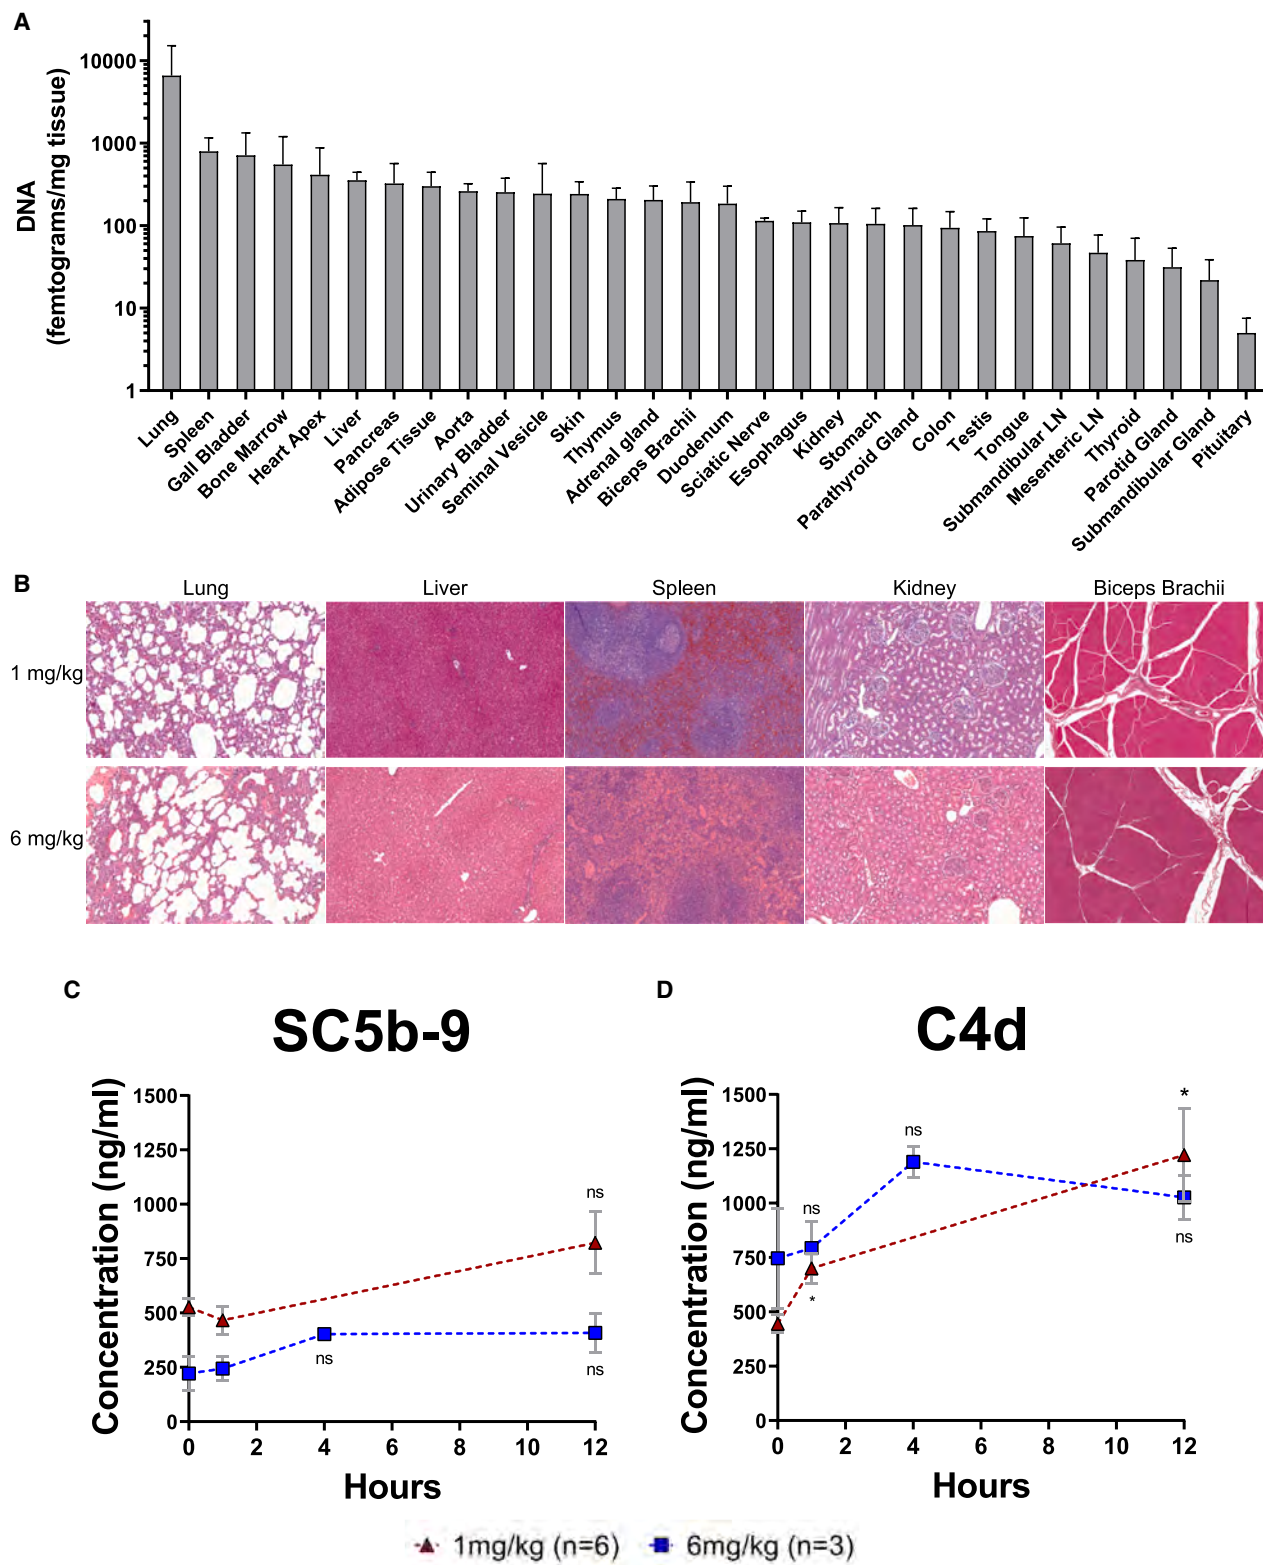 A
DNA
(femtograms/mg tissue)
10000
1000
100
10
1
Lung
Spleen
Gall Bladder
Bone Marrow
Heart Apex
Liver
Pancreas
Adipose Tissue
Aorta
Urinary Bladder
Seminal Vesicle
Skin
Thymus
Adrenal gland
Biceps Brachii
Duodenum
Sciatic Nerve
Esophagus
Kidney
Stomach
Parathyroid Gland
Colon
Testis
Tongue
Submandibular LN
Mesenteric LN
Thyroid
Parotid Gland
Submandibular Gland
Pituitary
B
Lung Liver Spleen Kidney Biceps Brachii
1 mg/kg
6 mg/kg
C
SC5b-9
Concentration (ng/ml)
1500
1250
1000
750
500
250
0
ns
ns
ns
0 2 4 6 8 10 12
Hours
D
C4d
Concentration (ng/ml)
1500
1250
1000
750
500
250
0
*
ns
ns
*
ns
0 2 4 6 8 10 12
Hours
1mg/kg (n=6) 6mg/kg (n=3)